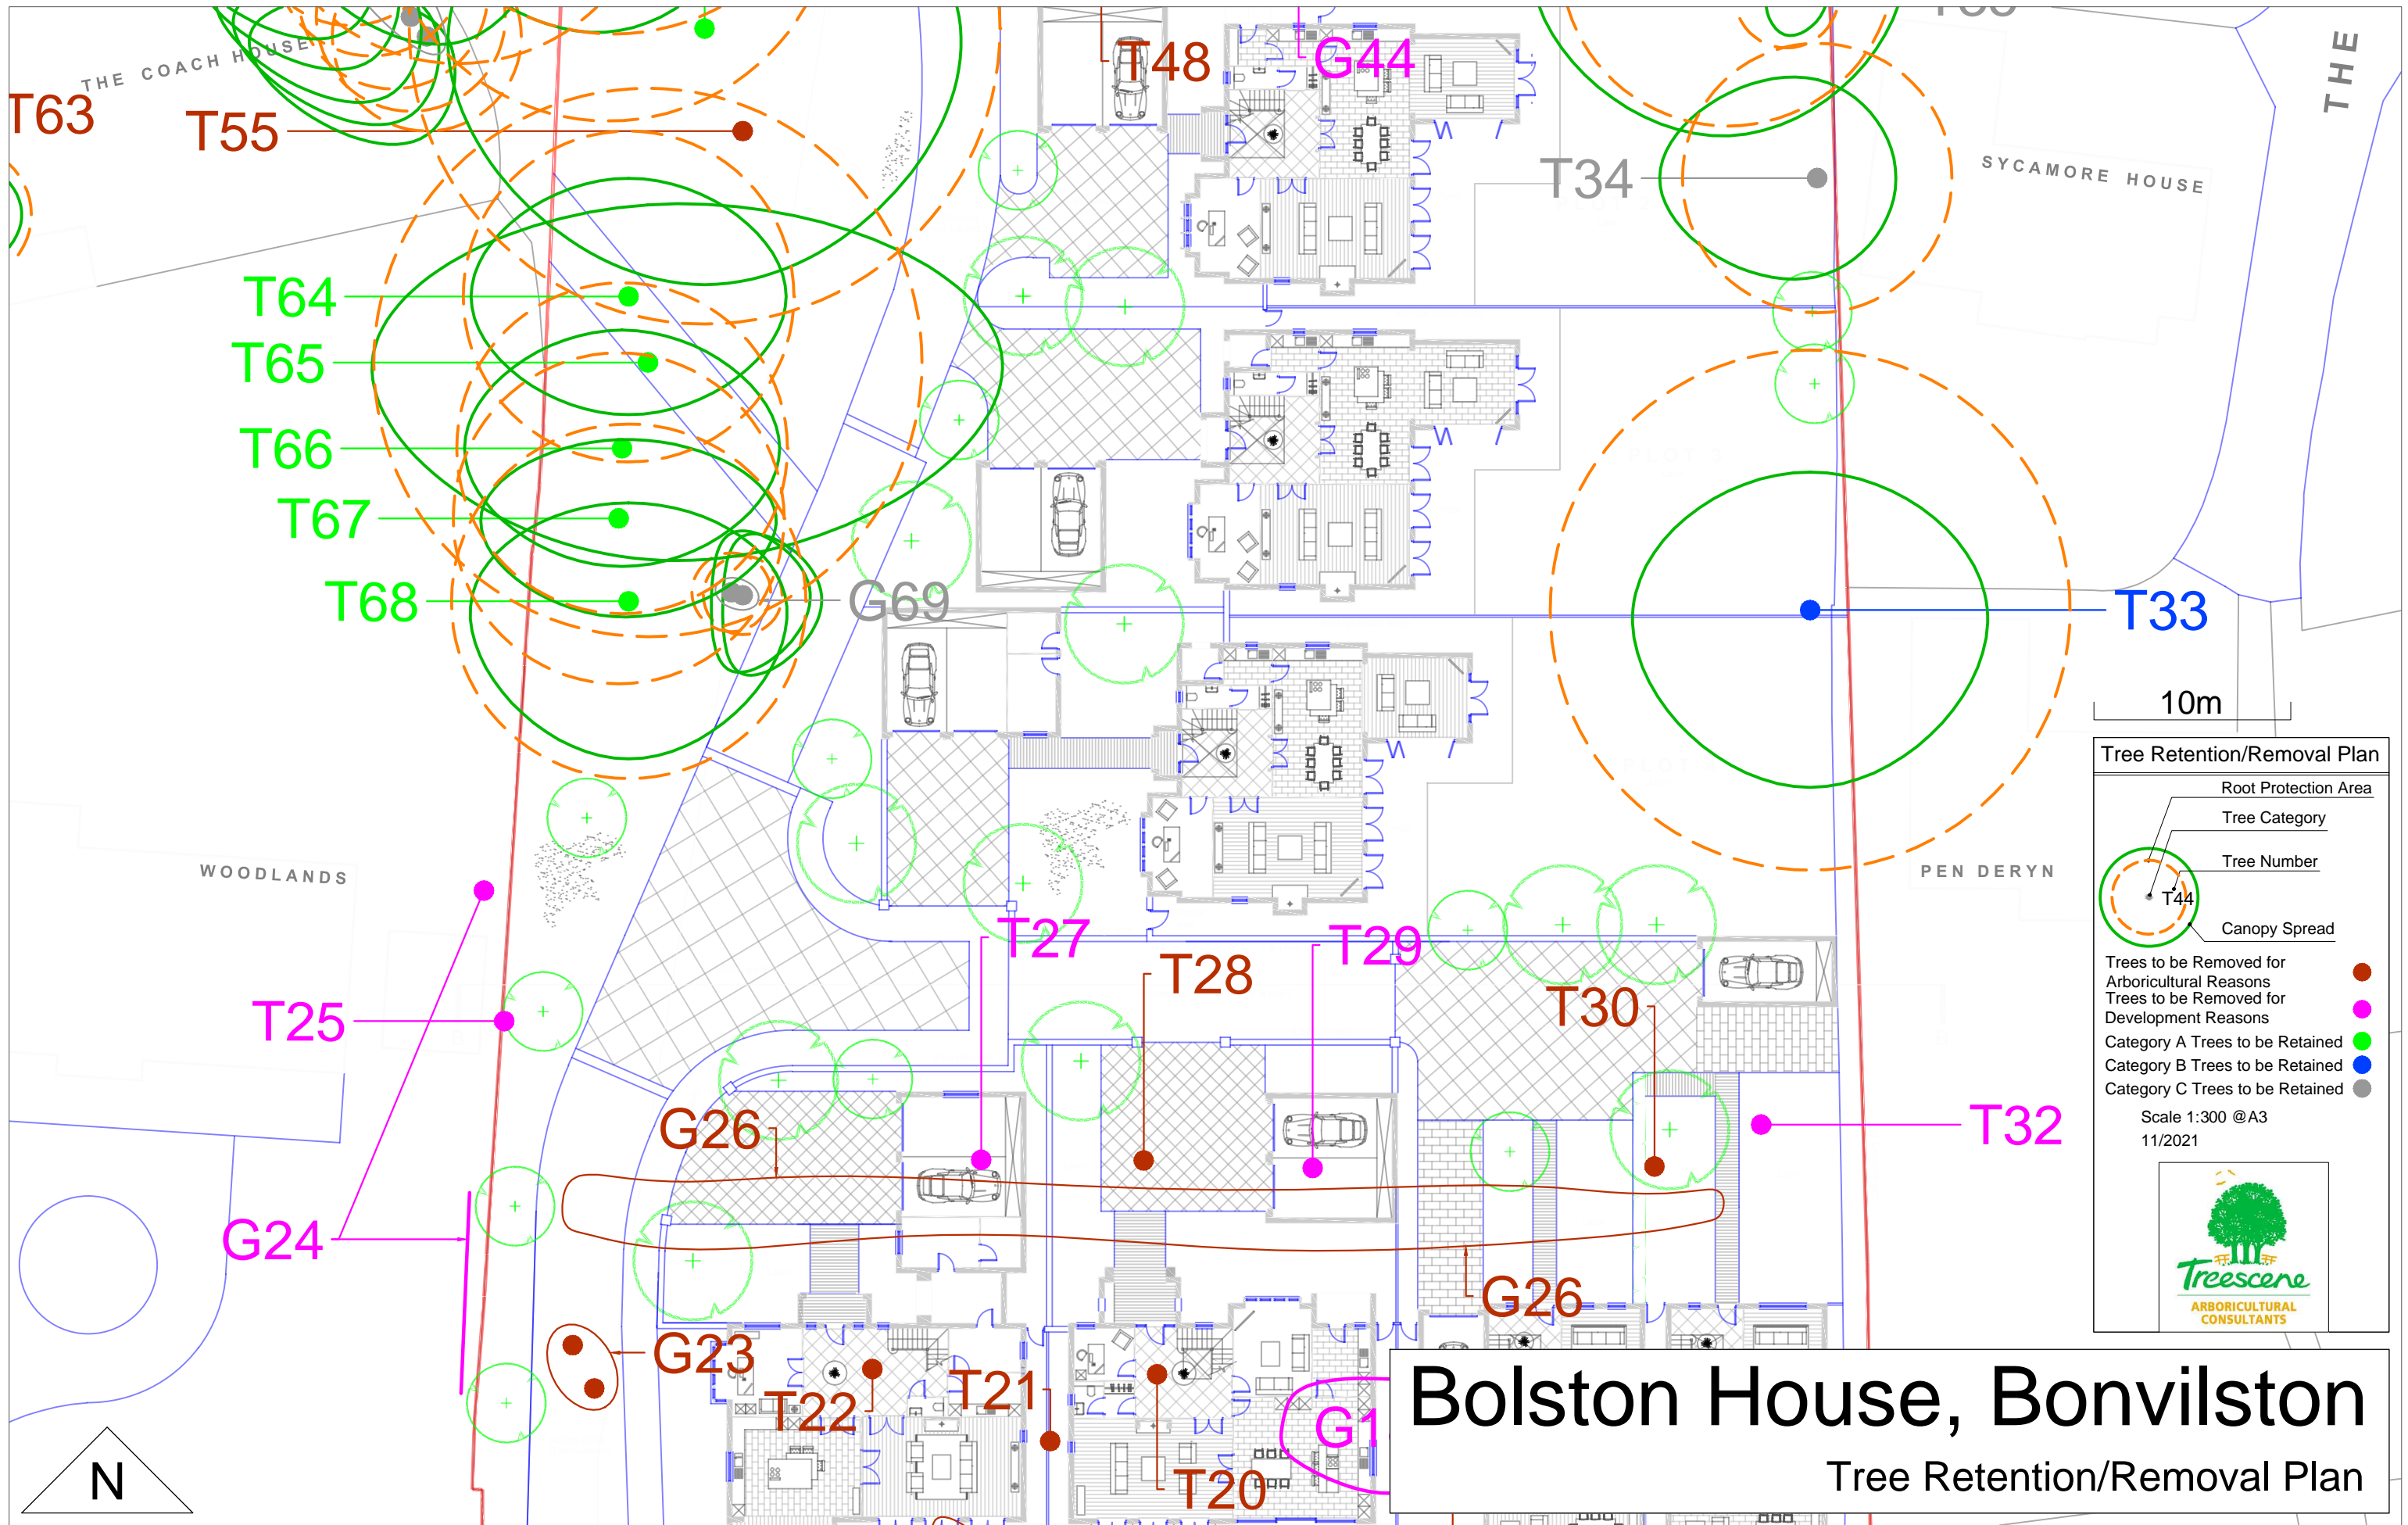 THE COACH HOUSE
T63
T55
T48
G44
THE
T34
SYCAMORE HOUSE
T64
T65
T66
T67
T68
G69
T33
10m
Tree Retention/Removal Plan
Root Protection Area
Tree Category
Tree Number
T44
Canopy Spread
Trees to be Removed for
Arboricultural Reasons
Trees to be Removed for
Development Reasons
Category A Trees to be Retained
Category B Trees to be Retained
Category C Trees to be Retained
Scale 1:300 @A3
11/2021
Treescene
ARBORICULTURAL
CONSULTANTS
WOODLANDS
PEN DERYN
T27
T29
T28
T30
T25
G26
T32
G24
G26
G23
T22
T21
T20
G1
N
Bolston House, Bonvilston
Tree Retention/Removal Plan